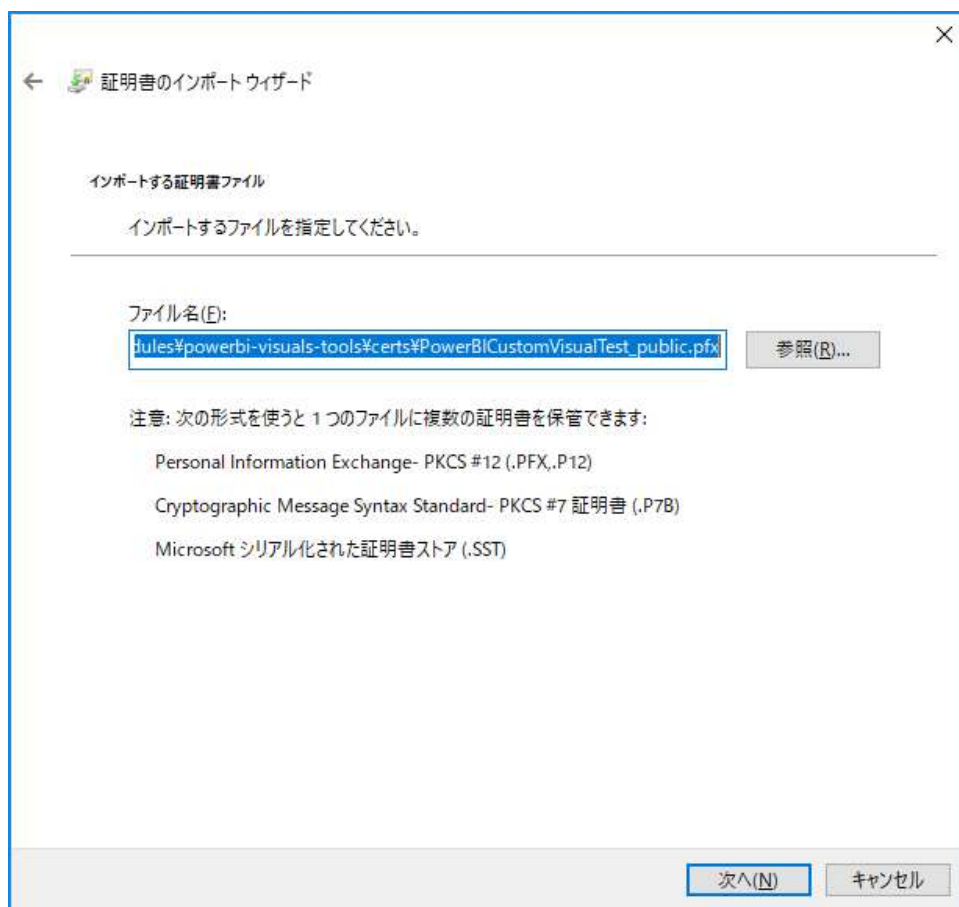 証明書のインポート ウィザード
インポートする証明書ファイル
インポートするファイルを指定してください。
ファイル名(F):
dules¥powerbi-visuals-tools¥certs¥PowerBICustomVisualTest_public.pfx
参照(R)...
注意: 次の形式を使うと 1 つのファイルに複数の証明書を保管できます:
Personal Information Exchange- PKCS #12 (.PFX,.P12)
Cryptographic Message Syntax Standard- PKCS #7 証明書 (.P7B)
Microsoft シリアル化された証明書ストア (.SST)
次へ(N)
キャンセル